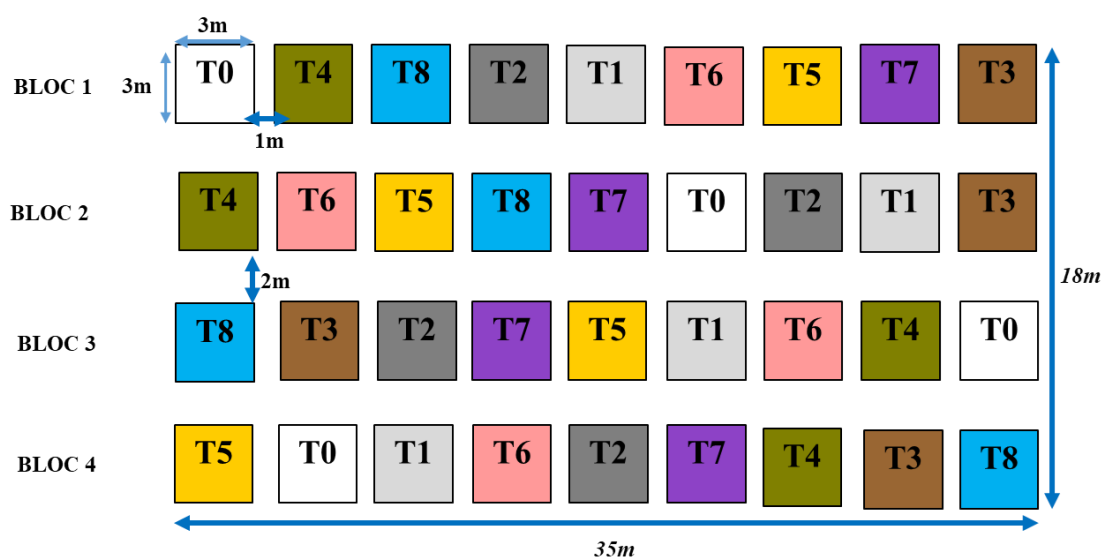 3m
BLOC 1 3m T0 T4 T8 T2 T1 T6 T5 T7 T3
1m
BLOC 2 T4 T6 T5 T8 T7 T0 T2 T1 T3
2m
18m
BLOC 3 T8 T3 T2 T7 T5 T1 T6 T4 T0
BLOC 4 T5 T0 T1 T6 T2 T7 T4 T3 T8
35m